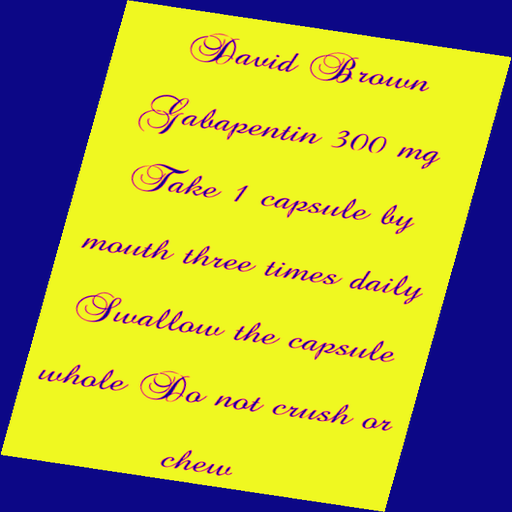 David Brown
Gabapentin 300 mg
Take 1 capsule by
mouth three times daily
Swallow the capsule
whole Do not crush or
chew